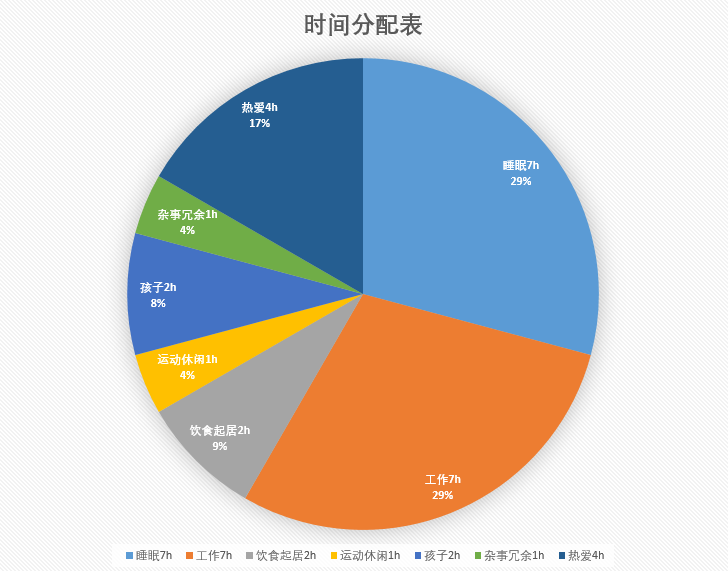 时间分配表
热爱4h
17%
睡眠7h
29%
杂事冗余1h
4%
孩子2h
8%
运动休闲1h
4%
饮食起居2h
9%
工作7h
29%
睡眠7h 工作7h 饮食起居2h 运动休闲1h 孩子2h 杂事冗余1h 热爱4h